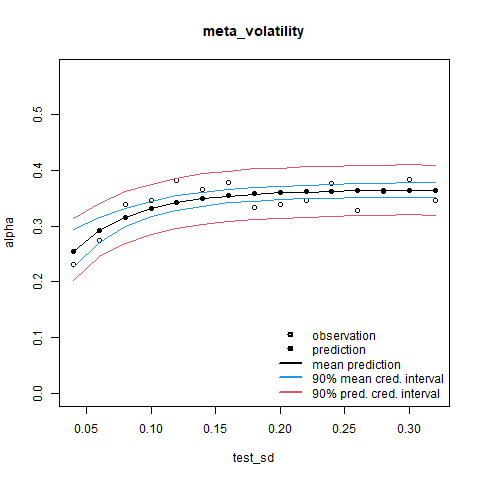 meta_volatility
alpha
0.5
0.4
0.3
0.2
0.1
0.0
observation
prediction
mean prediction
90% mean cred. interval
90% pred. cred. interval
0.05 0.10 0.15 0.20 0.25 0.30
test_sd